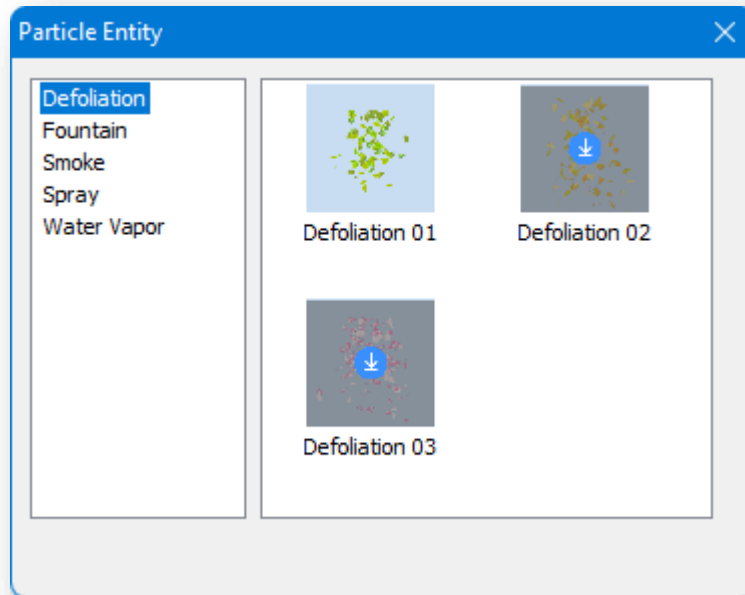 Particle Entity
Defoliation
Fountain
Smoke
Spray
Water Vapor
Defoliation 01
Defoliation 02
Defoliation 03